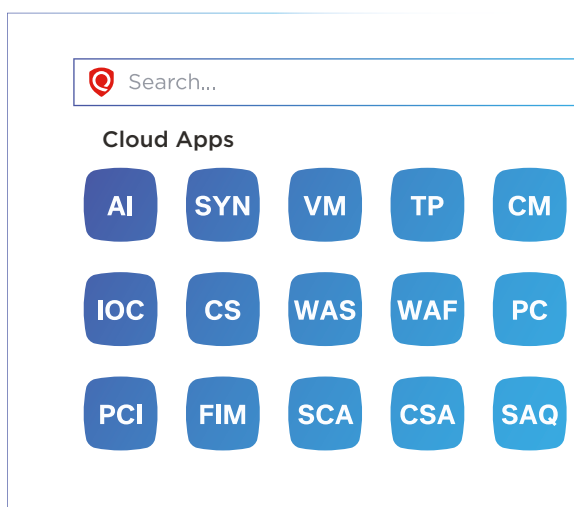 Search...
Cloud Apps
AI SYN VM TP CM
IOC CS WAS WAF PC
PCI FIM SCA CSA SAQ